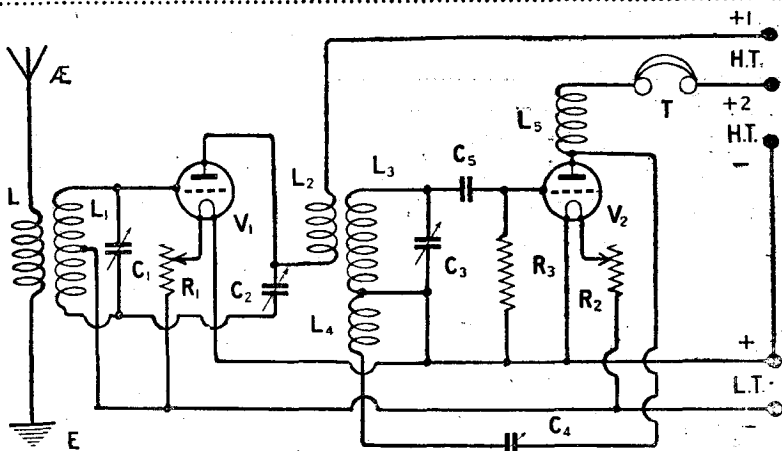 +1
H.T.
Æ
T
+2
H.T.
−
L5
L
L1
C1
R1
V1
C2
L2
L3
C5
C3
R3
V2
R2
L4
+
L.T.
−
C4
E